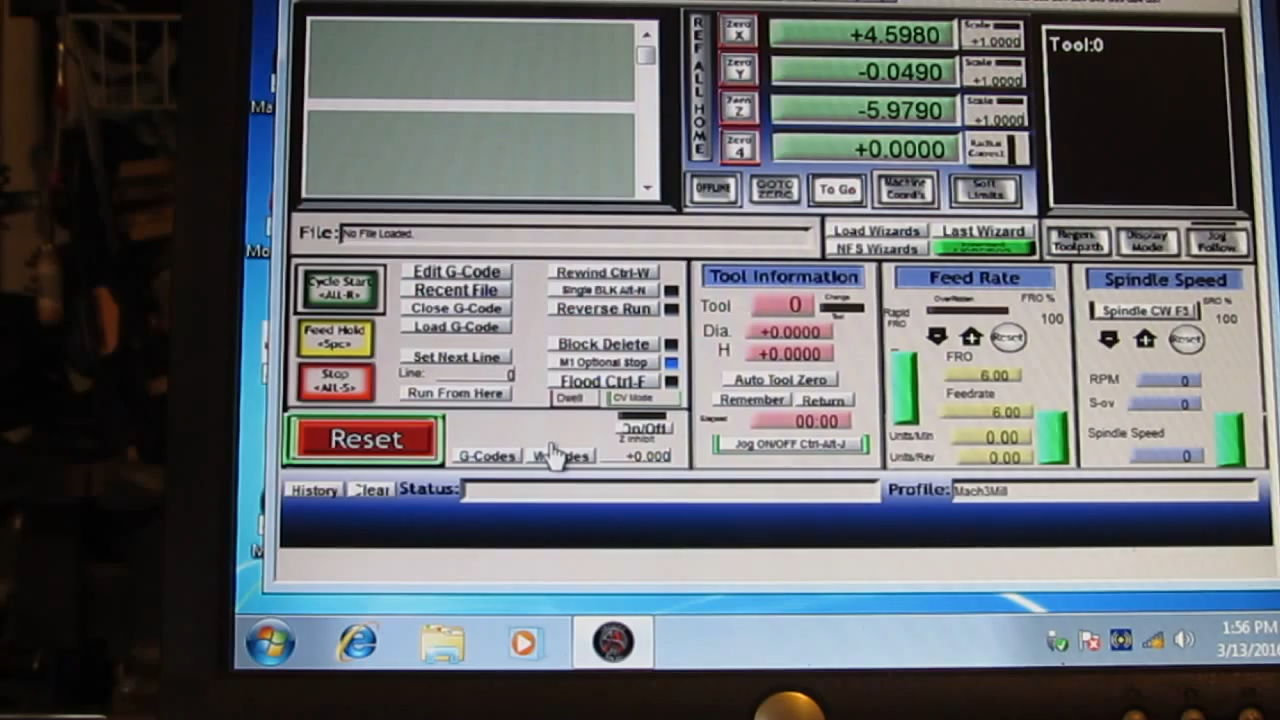 REF ALL HOME
Zero X +4.5980 Scale +1.0000
Zero Y -0.0490 Scale +1.0000
Zero Z -5.9790 Scale +1.0000
Zero 4 +0.0000 Radius Correct
Tool:0
OFFLINE GOTO ZERO To Go Machine Coord's Soft Limits
File: No File Loaded.
Load Wizards Last Wizard
NFS Wizards
Regen. Toolpath Display Mode Jog Follow
Cycle Start <Alt-R>
Feed Hold <Spc>
Stop <Alt-S>
Edit G-Code
Recent File
Close G-Code
Load G-Code
Set Next Line
Line: 0
Run From Here
Rewind Ctrl-W
Single BLK Alt-N
Reverse Run
Block Delete
M1 Optional Stop
Flood Ctrl-F
Dwell CV Mode
Reset
G-Codes
On/Off
Z Inhibit
+0.000
Tool Information
Tool 0 Change Tool
Dia. +0.0000
H +0.0000
Auto Tool Zero
Remember Return
Elapsed 00:00
Jog ON/OFF Ctrl-Alt-J
Feed Rate
OverRidden FRO %
Rapid FRO 100
Reset
FRO
6.00
Feedrate
6.00
Units/Min 0.00
Units/Rev 0.00
Spindle Speed
Spindle CW F5 SRO %
100
Reset
RPM 0
S-ov 0
Spindle Speed
0
History Clear Status: Profile: Mach3Mill
1:56 PM